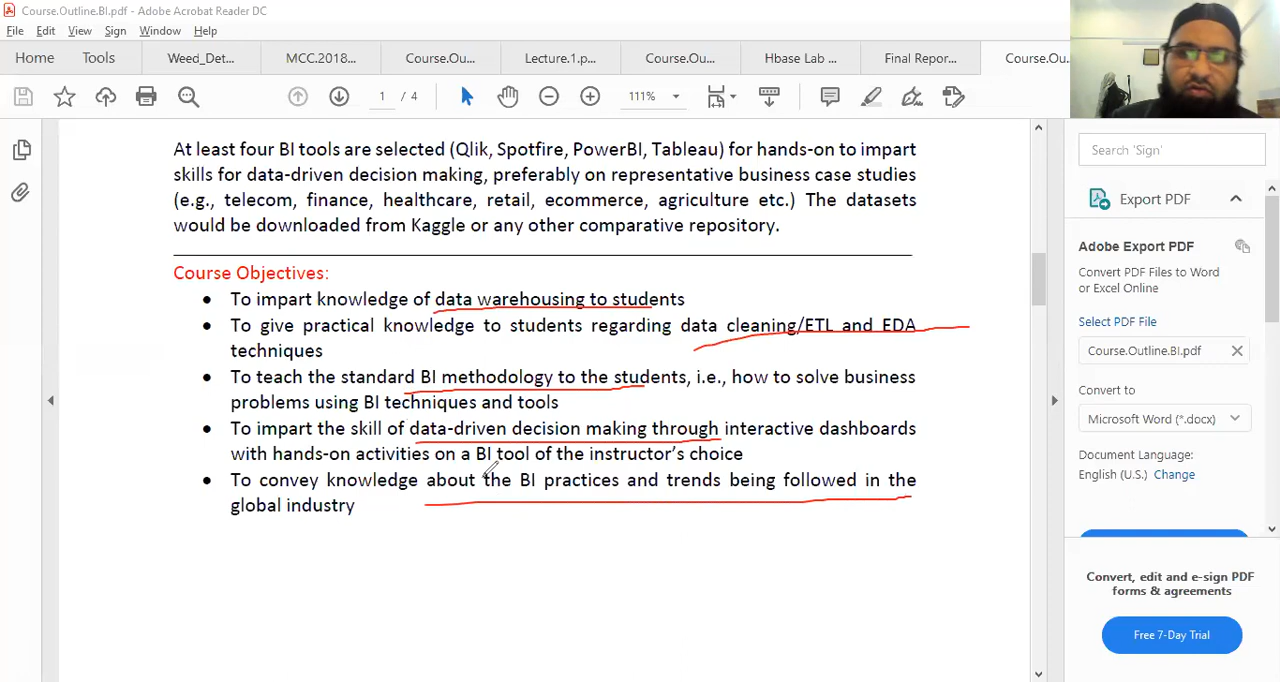 Course.Outline.BI.pdf - Adobe Acrobat Reader DC
File Edit View Sign Window Help
Home Tools Weed_Det... MCC.2018... Course.Ou... Lecture.1.p... Course.Ou... Hbase Lab ... Final Repor... Course.Ou.
1 / 4 111%
At least four BI tools are selected (Qlik, Spotfire, PowerBI, Tableau) for hands-on to impart
skills for data-driven decision making, preferably on representative business case studies
(e.g., telecom, finance, healthcare, retail, ecommerce, agriculture etc.) The datasets
would be downloaded from Kaggle or any other comparative repository.
Course Objectives:
• To impart knowledge of data warehousing to students
• To give practical knowledge to students regarding data cleaning/ETL and EDA
techniques
• To teach the standard BI methodology to the students, i.e., how to solve business
problems using BI techniques and tools
• To impart the skill of data-driven decision making through interactive dashboards
with hands-on activities on a BI tool of the instructor's choice
• To convey knowledge about the BI practices and trends being followed in the
global industry
Search 'Sign'
Export PDF
Adobe Export PDF
Convert PDF Files to Word
or Excel Online
Select PDF File
Course.Outline.BI.pdf
Convert to
Microsoft Word (*.docx)
Document Language:
English (U.S.) Change
Convert, edit and e-sign PDF
forms & agreements
Free 7-Day Trial